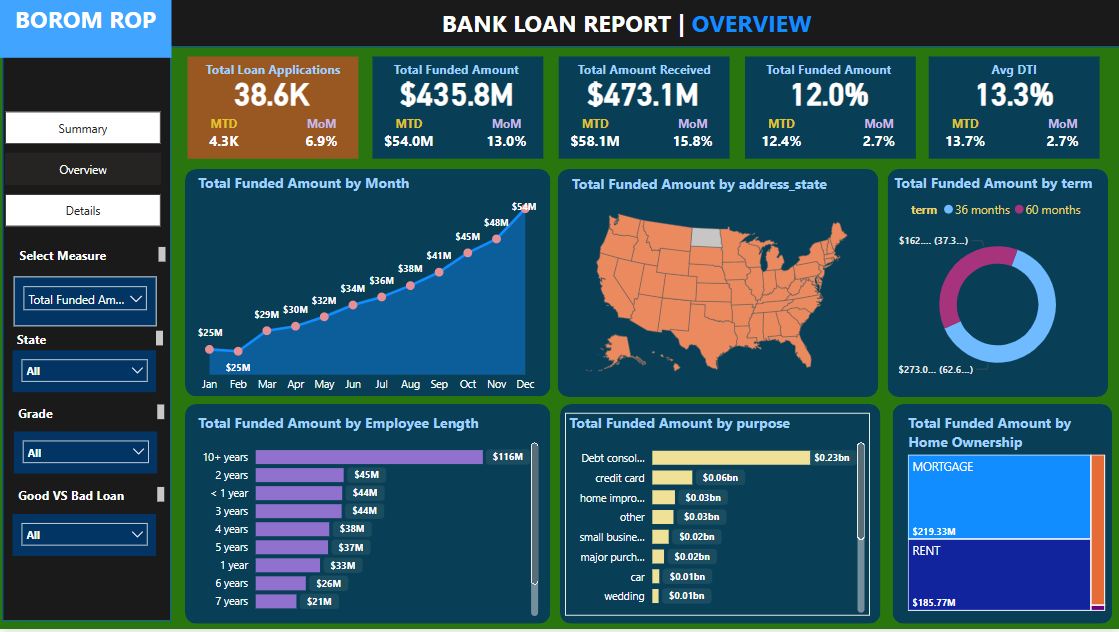 BOROM ROP
BANK LOAN REPORT | OVERVIEW
Summary
Overview
Details
Select Measure
Total Funded Am...
State
All
Grade
All
Good VS Bad Loan
All
Total Loan Applications
38.6K
MTD MoM
4.3K 6.9%
Total Funded Amount
$435.8M
MTD MoM
$54.0M 13.0%
Total Amount Received
$473.1M
MTD MoM
$58.1M 15.8%
Total Funded Amount
12.0%
MTD MoM
12.4% 2.7%
Avg DTI
13.3%
MTD MoM
13.7% 2.7%
Total Funded Amount by Month
$25M $25M $29M $30M $32M $34M $36M $38M $41M $45M $48M $54M
Jan Feb Mar Apr May Jun Jul Aug Sep Oct Nov Dec
Total Funded Amount by address_state
Total Funded Amount by term
term 36 months 60 months
$162.... (37.3...)
$273.0... (62.6...)
Total Funded Amount by Employee Length
10+ years $116M
2 years $45M
< 1 year $44M
3 years $44M
4 years $38M
5 years $37M
1 year $33M
6 years $26M
7 years $21M
Total Funded Amount by purpose
Debt consol... $0.23bn
credit card $0.06bn
home impro... $0.03bn
other $0.03bn
small busine... $0.02bn
major purch... $0.02bn
car $0.01bn
wedding $0.01bn
Total Funded Amount by
Home Ownership
MORTGAGE
$219.33M
RENT
$185.77M